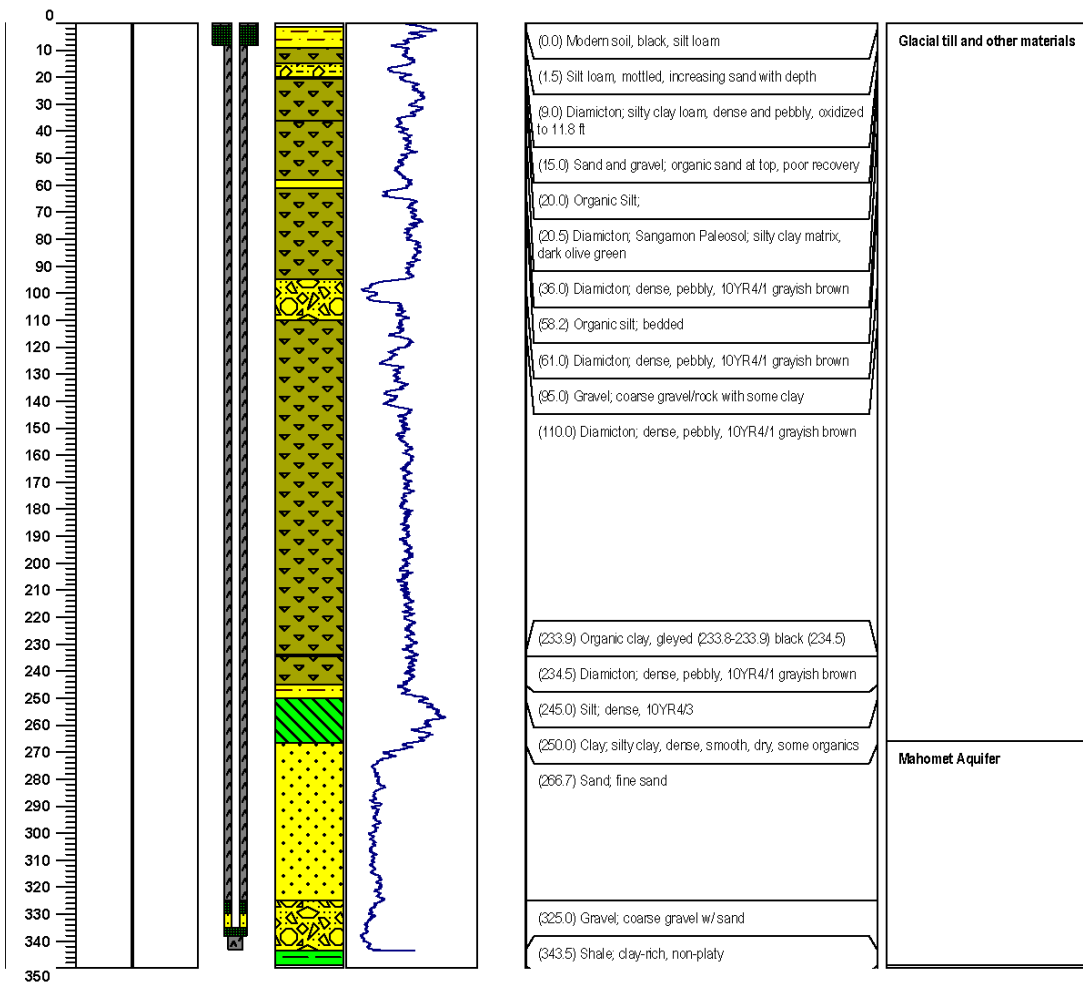 0
10
20
30
40
50
60
70
80
90
100
110
120
130
140
150
160
170
180
190
200
210
220
230
240
250
260
270
280
290
300
310
320
330
340
350
(0.0) Modern soil, black, silt loam
(1.5) Silt loam, mottled, increasing sand with depth
(9.0) Diamicton; silty clay loam, dense and pebbly, oxidized
to 11.8 ft
(15.0) Sand and gravel; organic sand at top, poor recovery
(20.0) Organic Silt;
(20.5) Diamicton; Sangamon Paleosol; silty clay matrix,
dark olive green
(36.0) Diamicton; dense, pebbly, 10YR4/1 grayish brown
(58.2) Organic silt; bedded
(61.0) Diamicton; dense, pebbly, 10YR4/1 grayish brown
(95.0) Gravel; coarse gravel/rock with some clay
(110.0) Diamicton; dense, pebbly, 10YR4/1 grayish brown
(233.9) Organic clay, gleyed (233.8-233.9) black (234.5)
(234.5) Diamicton; dense, pebbly, 10YR4/1 grayish brown
(245.0) Silt; dense, 10YR4/3
(250.0) Clay; silty clay, dense, smooth, dry, some organics
(266.7) Sand; fine sand
(325.0) Gravel; coarse gravel w/ sand
(343.5) Shale; clay-rich, non-platy
Glacial till and other materials
Mahomet Aquifer